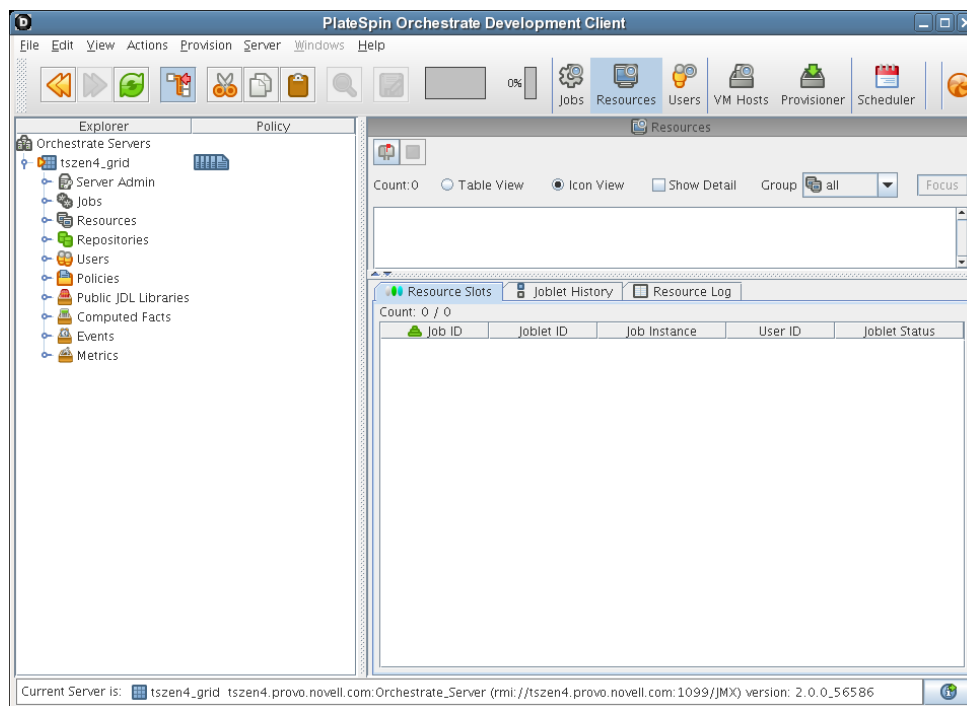 PlateSpin Orchestrate Development Client
File Edit View Actions Provision Server Windows Help
0%
Jobs Resources Users VM Hosts Provisioner Scheduler
Explorer Policy
Orchestrate Servers
tszen4_grid
Server Admin
Jobs
Resources
Repositories
Users
Policies
Public JDL Libraries
Computed Facts
Events
Metrics
Resources
Count:0 Table View Icon View Show Detail Group all Focus
Resource Slots Joblet History Resource Log
Count: 0 / 0
Job ID Joblet ID Job Instance User ID Joblet Status
Current Server is: tszen4_grid tszen4.provo.novell.com:Orchestrate_Server (rmi://tszen4.provo.novell.com:1099/JMX) version: 2.0.0_56586